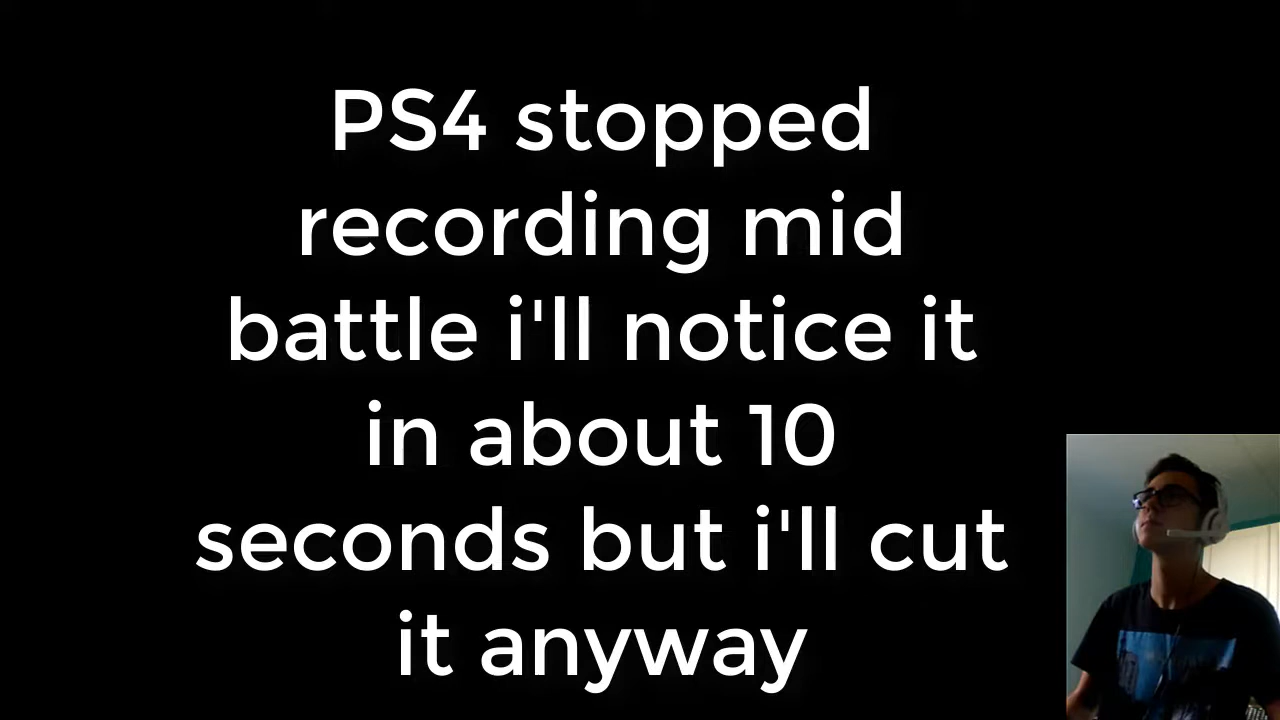 PS4 stopped
recording mid
battle i'll notice it
in about 10
seconds but i'll cut
it anyway